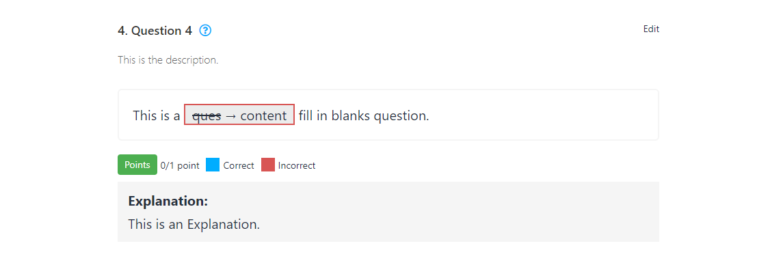 4. Question 4 ? Edit
This is the description.
This is a ques → content fill in blanks question.
Points 0/1 point Correct Incorrect
Explanation:
This is an Explanation.